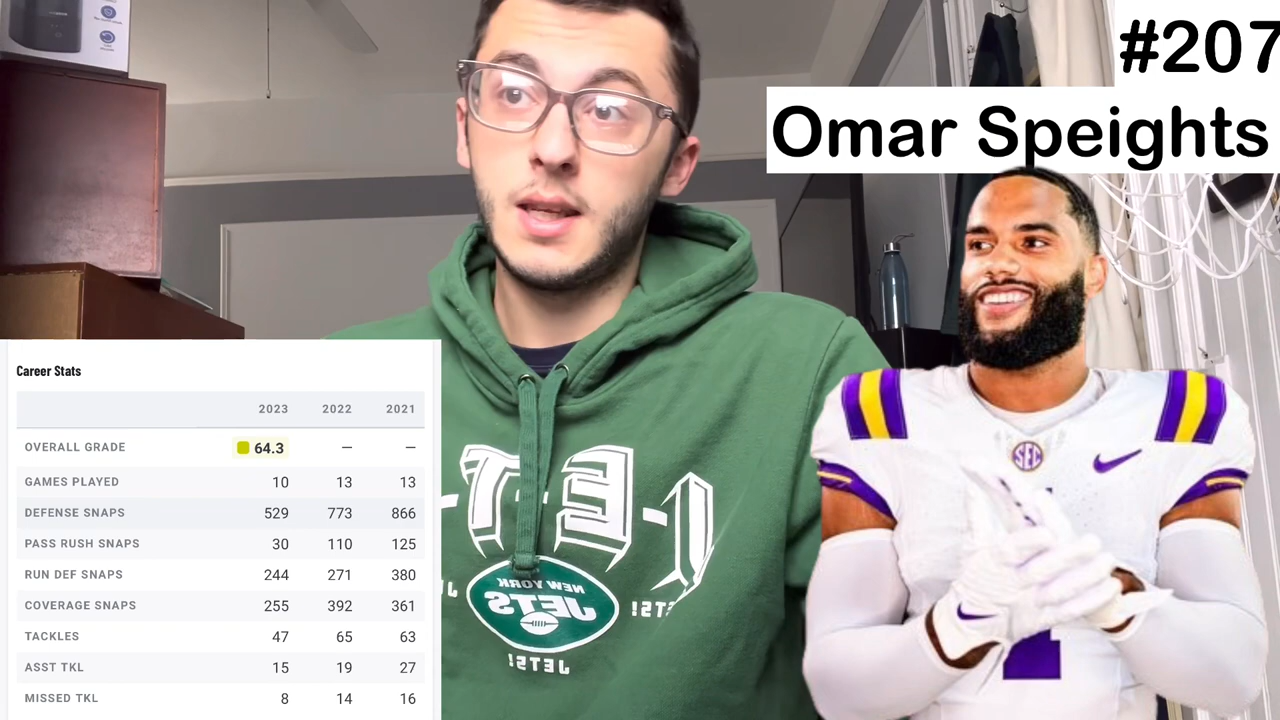 #207
Omar Speights
Career Stats
2023 2022 2021
OVERALL GRADE 64.3 — —
GAMES PLAYED 10 13 13
DEFENSE SNAPS 529 773 866
PASS RUSH SNAPS 30 110 125
RUN DEF SNAPS 244 271 380
COVERAGE SNAPS 255 392 361
TACKLES 47 65 63
ASST TKL 15 19 27
MISSED TKL 8 14 16
J-E-T-
NEW YORK
JETS
JETS!
SEC